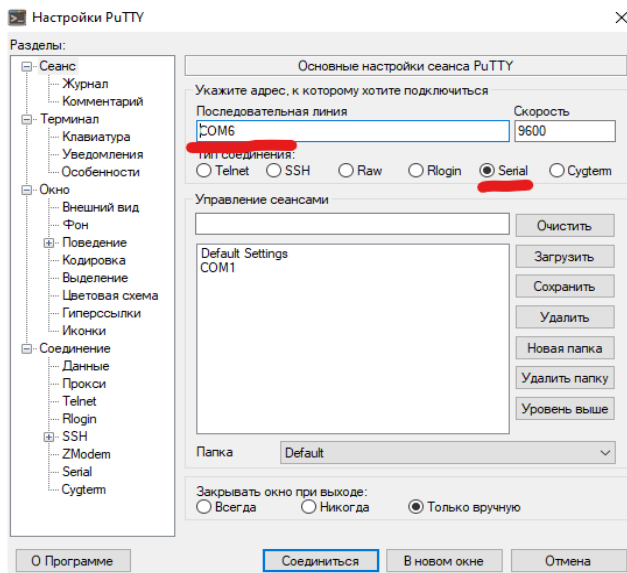 Настройки PuTTY
Разделы:
Сеанс
Журнал
Комментарий
Терминал
Клавиатура
Уведомления
Особенности
Окно
Внешний вид
Фон
Поведение
Кодировка
Выделение
Цветовая схема
Гиперссылки
Иконки
Соединение
Данные
Прокси
Telnet
Rlogin
SSH
ZModem
Serial
Cygterm
Основные настройки сеанса PuTTY
Укажите адрес, к которому хотите подключиться
Последовательная линия Скорость
COM6 9600
Тип соединения:
Telnet SSH Raw Rlogin Serial Cygterm
Управление сеансами
Очистить
Default Settings
COM1
Загрузить
Сохранить
Удалить
Новая папка
Удалить папку
Уровень выше
Папка Default
Закрывать окно при выходе:
Всегда Никогда Только вручную
О Программе Соединиться В новом окне Отмена